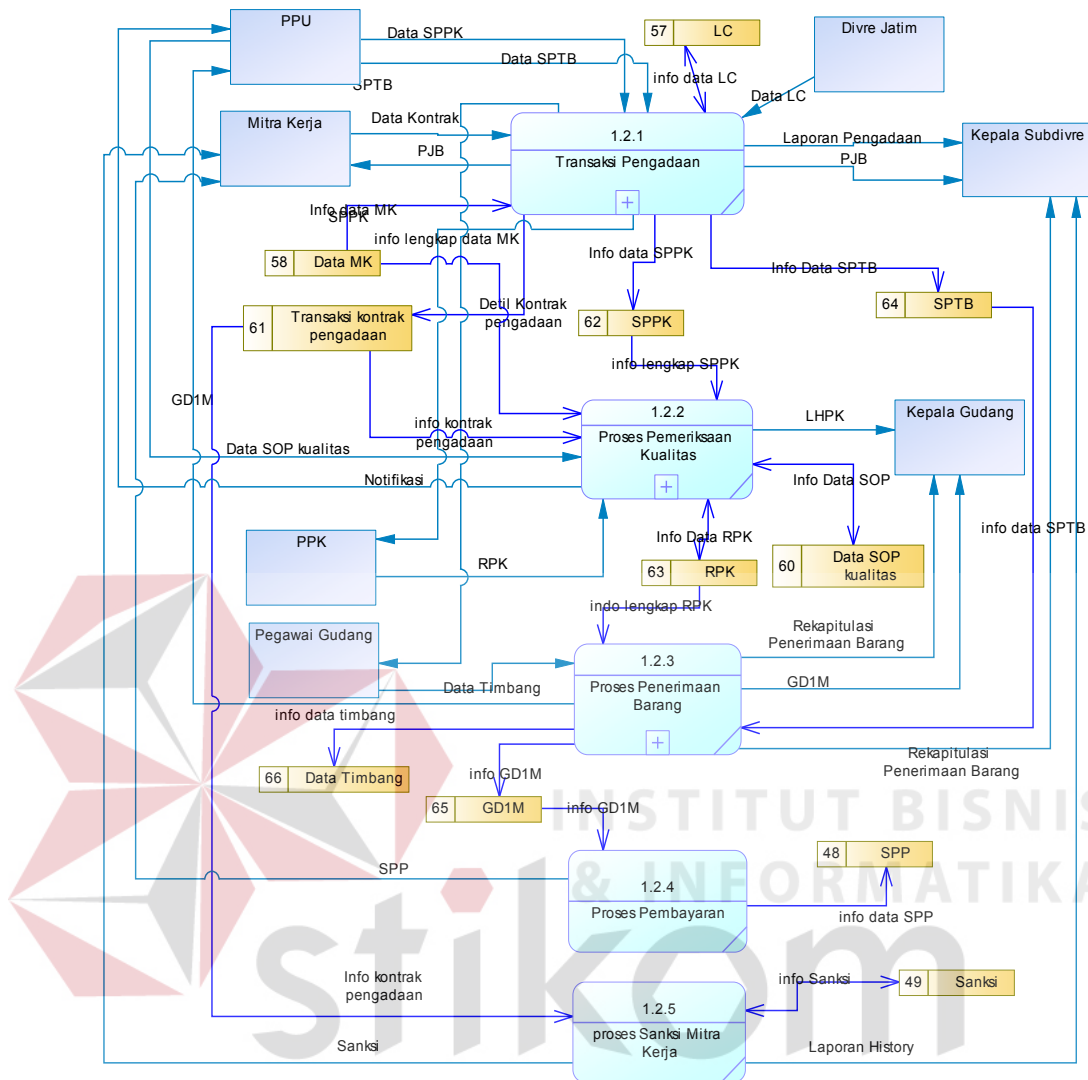 PPU
Data SPPK
57
LC
Divre Jatim
Data SPTB
info data LC
SPTB
Data LC
Mitra Kerja
Data Kontrak
1.2.1
Transaksi Pengadaan
Laporan Pengadaan
Kepala Subdivre
PJB
PJB
Info data MK
SPPK
info lengkap data MK
58
Data MK
Info data SPPK
Info Data SPTB
61
Transaksi kontrak
pengadaan
Detil Kontrak
pengadaan
62
SPPK
64
SPTB
info lengkap SPPK
GD1M
1.2.2
Proses Pemeriksaan
Kualitas
LHPK
Kepala Gudang
info kontrak
pengadaan
Data SOP kualitas
Notifikasi
Info Data SOP
info data SPTB
PPK
RPK
Info Data RPK
63
RPK
60
Data SOP
kualitas
indo lengkap RPK
Pegawai Gudang
Rekapitulasi
Penerimaan Barang
1.2.3
Proses Penerimaan
Barang
Data Timbang
GD1M
info data timbang
Rekapitulasi
Penerimaan Barang
66
Data Timbang
info GD1M
65
GD1M
info GD1M
INSTITUT BISNIS
& INFORMATIKA
stikom
48
SPP
SPP
1.2.4
Proses Pembayaran
info data SPP
Info kontrak
pengadaan
info Sanksi
49
Sanksi
1.2.5
proses Sanksi Mitra
Kerja
Sanksi
Laporan History